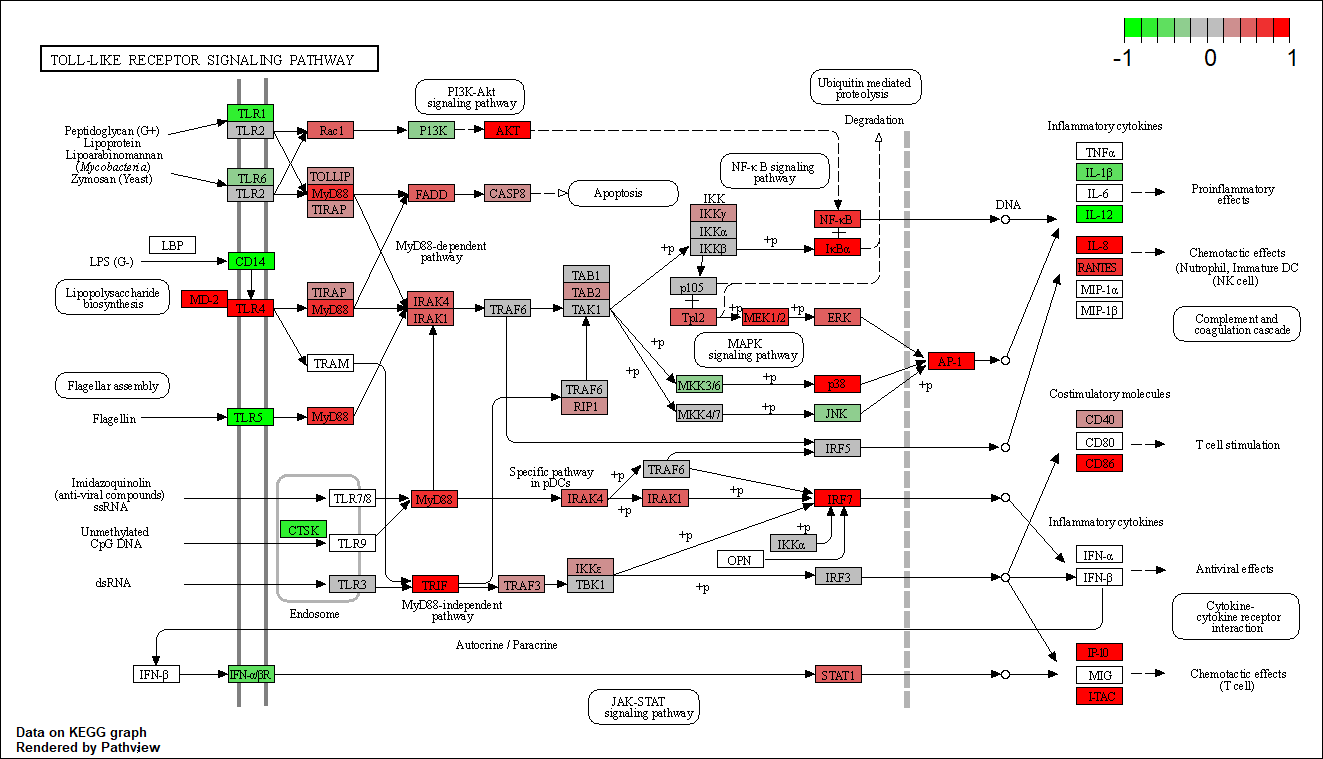 -1 0 1
TOLL-LIKE RECEPTOR SIGNALING PATHWAY
PI3K-Akt
signaling pathway
Ubiquitin mediated
proteolysis
Degradation
Peptidoglycan (G+)
Lipoprotein
Lipoarabinomannan
(Mycobacteria)
Zymosan (Yeast)
TLR1
TLR2
TLR6
TLR2
Rac1
P13K
AKT
TOLLIP
MyD88
TIRAP
FADD
CASP8
Apoptosis
NF-κ B signaling
pathway
IKK
IKKγ
IKKα
IKKβ
+p
+p
NF-κB
+
IκBα
DNA
Inflammatory cytokines
TNFα
IL-1β
IL-6
IL-12
Proinflammatory
effects
IL-8
RANTES
MIP-1α
MIP-1β
Chemotactic effects
(Nutrophil, Immature DC
(NK cell)
Complement and
coagulation cascade
LBP
LPS (G-)
CD14
MyD88-dependent
pathway
Lipopolysaccharide
biosynthesis
MD-2
TLR4
TIRAP
MyD88
IRAK4
IRAK1
TRAF6
TAB1
TAB2
TAK1
p105
+
Tpl2
+p
MEK1/2
+p
ERK
MAPK
signaling pathway
+p
+p
AP-1
+p
TRAM
Flagellar assembly
Flagellin
TLR5
MyD88
TRAF6
RIP1
MKK3/6
+p
p38
MKK4/7
+p
JNK
IRF5
Costimulatory molecules
CD40
CD80
CD86
T cell stimulation
Imidazoquinolin
(anti-viral compounds)
ssRNA
TLR7/8
MyD88
Specific pathway
in pDCs
IRAK4
+p
TRAF6
+p
IRAK1
+p
IRF7
Unmethylated
CpG DNA
CTSK
TLR9
+p
IKKα
+p
OPN
Inflammatory cytokines
IFN-α
IFN-β
Antiviral effects
dsRNA
TLR3
TRIF
TRAF3
IKKε
TBK1
+p
IRF3
Endosome
MyD88-independent
pathway
Cytokine-
cytokine receptor
interaction
Autocrine / Paracrine
IFN-β
IFN-α/βR
STAT1
IP-10
MIG
I-TAC
Chemotactic effects
(T cell)
JAK-STAT
signaling pathway
Data on KEGG graph
Rendered by Pathview